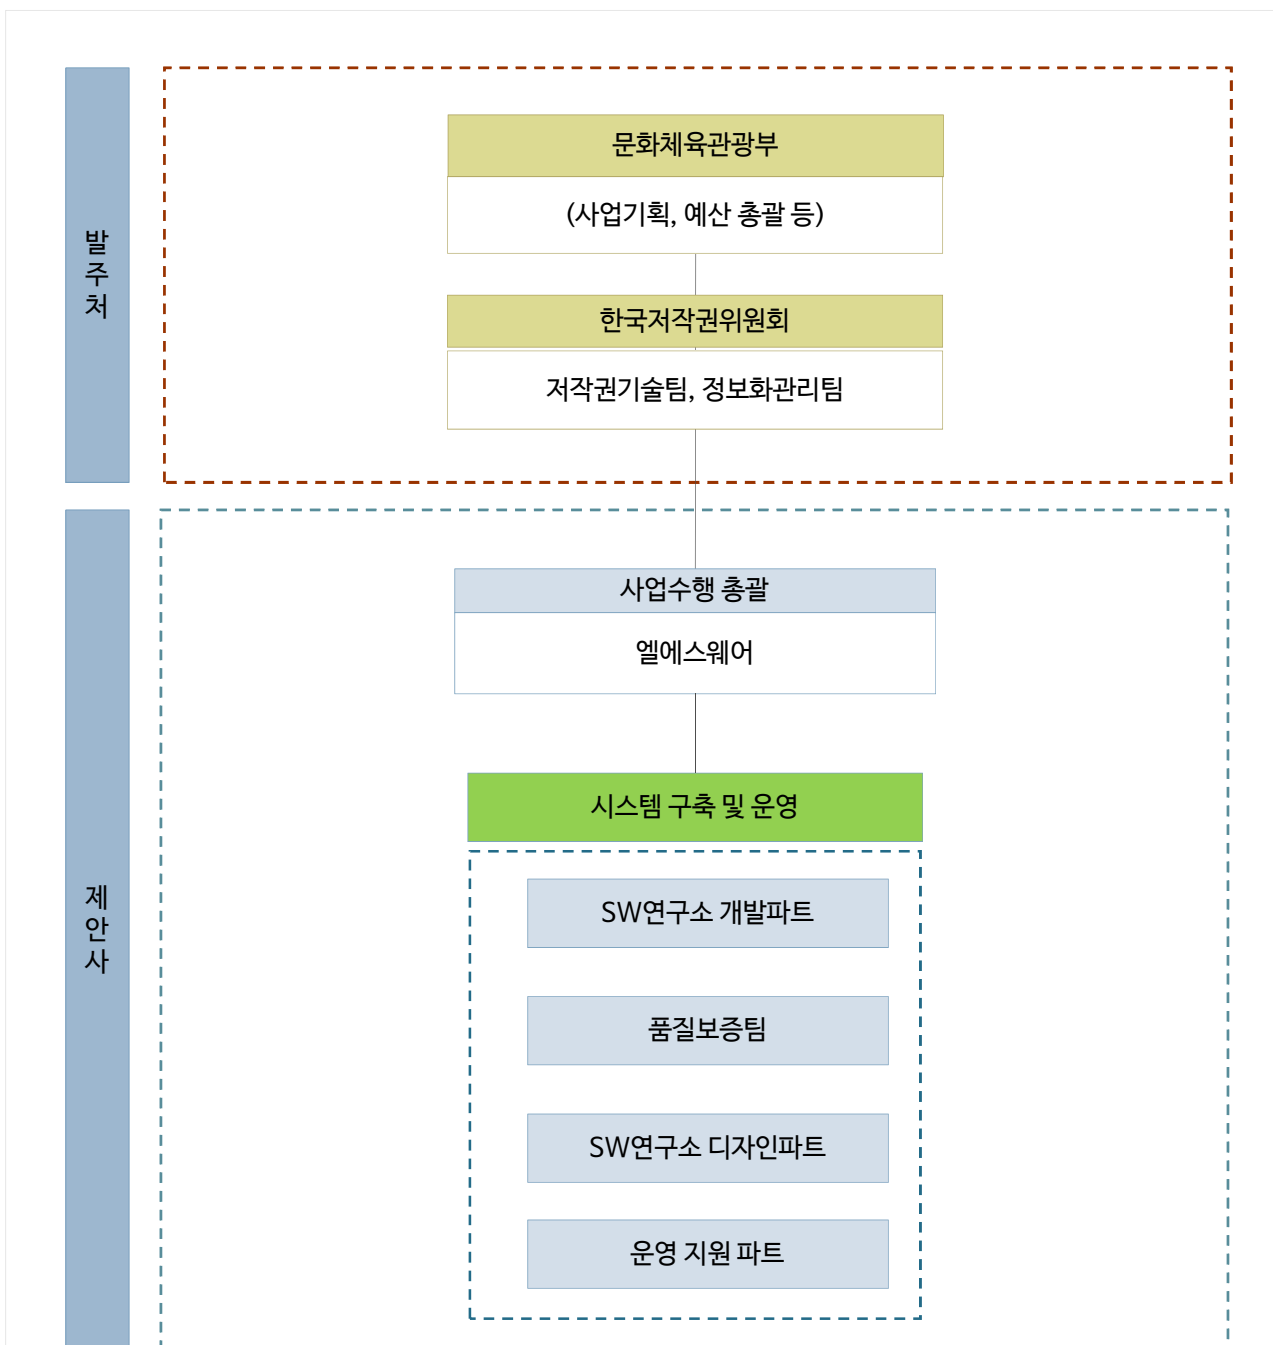 발주처
문화체육관광부
(사업기획, 예산 총괄 등)
한국저작권위원회
저작권기술팀, 정보화관리팀
제안사
사업수행 총괄
엘에스웨어
시스템 구축 및 운영
SW연구소 개발파트
품질보증팀
SW연구소 디자인파트
운영 지원 파트